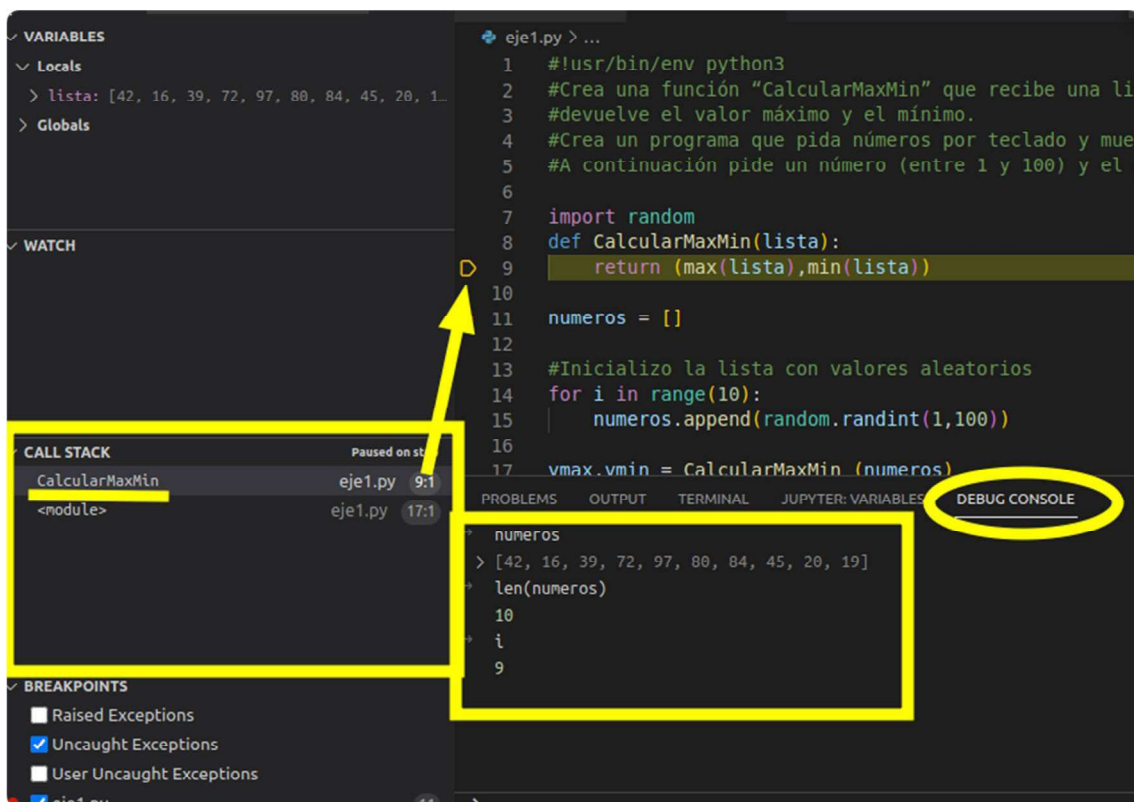 VARIABLES
Locals
lista: [42, 16, 39, 72, 97, 80, 84, 45, 20, 1…
Globals
WATCH
CALL STACK
CalcularMaxMin eje1.py 9:1
<module> eje1.py 17:1
BREAKPOINTS
Raised Exceptions
Uncaught Exceptions
User Uncaught Exceptions
eje1.py > ...
1 #!usr/bin/env python3
2 #Crea una función “CalcularMaxMin” que recibe una li
3 #devuelve el valor máximo y el mínimo.
4 #Crea un programa que pida números por teclado y mue
5 #A continuación pide un número (entre 1 y 100) y el
6
7 import random
8 def CalcularMaxMin(lista):
9 return (max(lista),min(lista))
10
11 numeros = []
12
13 #Inicializo la lista con valores aleatorios
14 for i in range(10):
15 numeros.append(random.randint(1,100))
16
17 vmax,vmin = CalcularMaxMin (numeros)
PROBLEMS OUTPUT TERMINAL JUPYTER: VARIABLES DEBUG CONSOLE
numeros
[42, 16, 39, 72, 97, 80, 84, 45, 20, 19]
len(numeros)
10
i
9